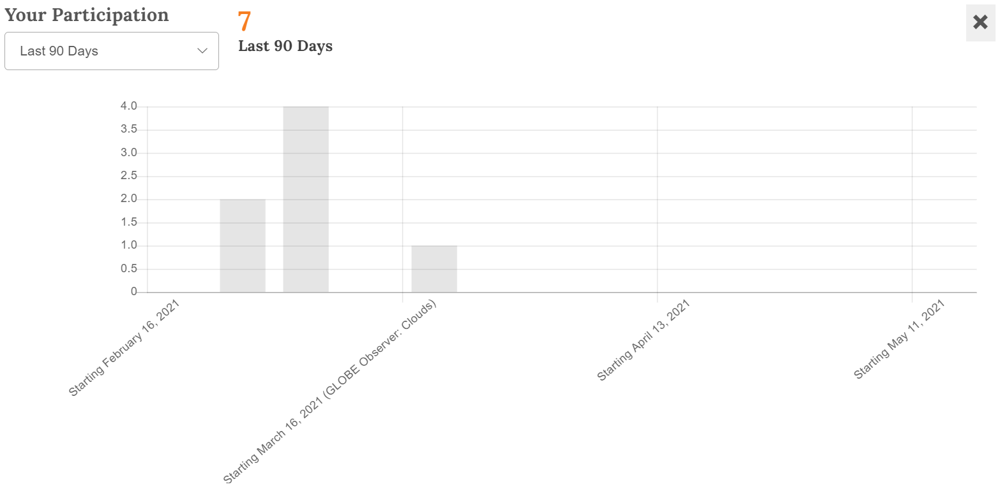 Your Participation
7
Last 90 Days
Last 90 Days
4.0
3.5
3.0
2.5
2.0
1.5
1.0
0.5
0
Starting February 16, 2021
Starting March 16, 2021 (GLOBE Observer: Clouds)
Starting April 13, 2021
Starting May 11, 2021